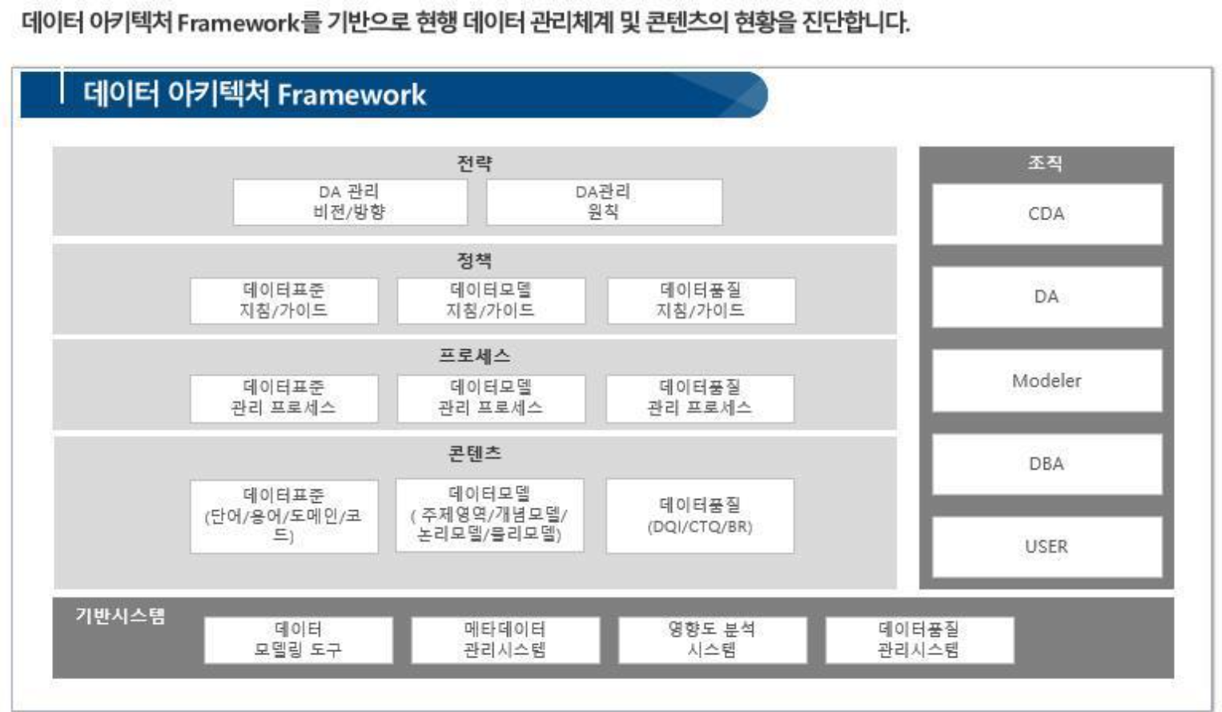 데이터 아키텍처 Framework를 기반으로 현행 데이터 관리체계 및 콘텐츠의 현황을 진단합니다.
데이터 아키텍처 Framework
전략
DA 관리
비전/방향
DA관리
원칙
정책
데이터표준
지침/가이드
데이터모델
지침/가이드
데이터품질
지침/가이드
프로세스
데이터표준
관리 프로세스
데이터모델
관리 프로세스
데이터품질
관리 프로세스
콘텐츠
데이터표준
(단어/용어/도메인/코
드)
데이터모델
( 주제영역/개념모델/
논리모델/물리모델)
데이터품질
(DQI/CTQ/BR)
조직
CDA
DA
Modeler
DBA
USER
기반시스템
데이터
모델링 도구
메타데이터
관리시스템
영향도 분석
시스템
데이터품질
관리시스템